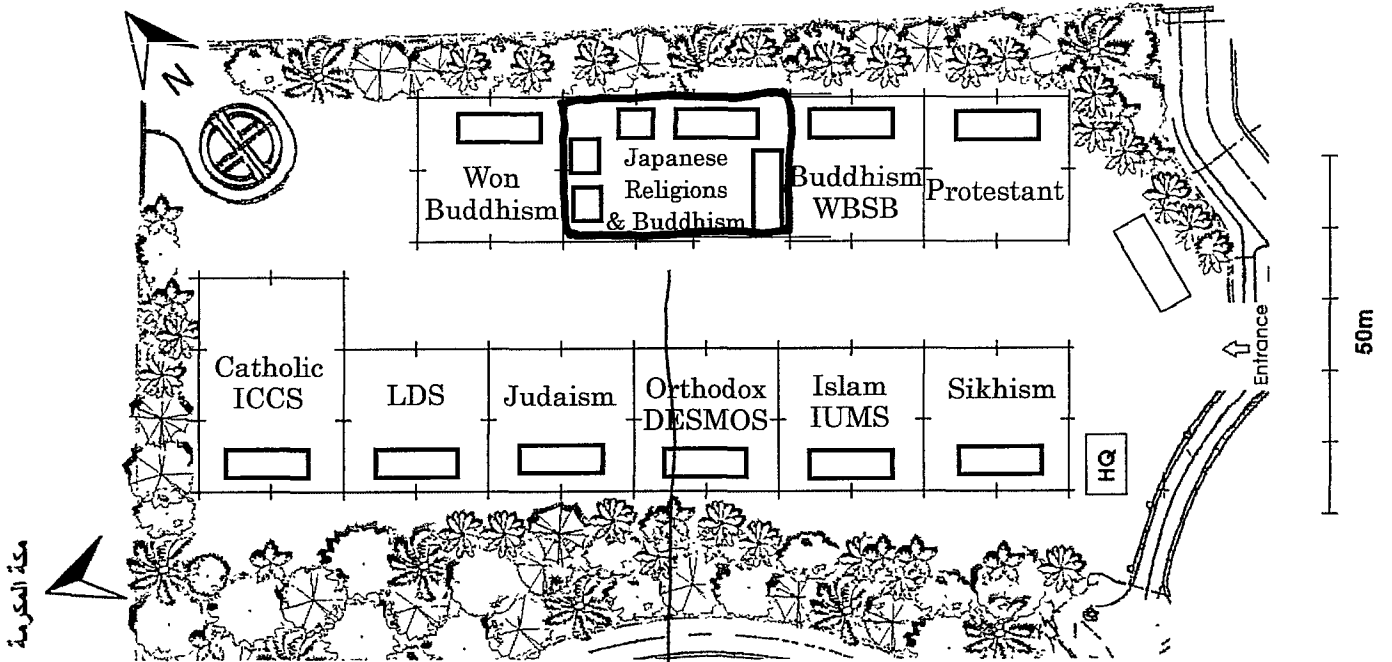 N
Won
Buddhism
Japanese
Religions
& Buddhism
Buddhism
WBSB
Protestant
Catholic
ICCS
LDS
Judaism
Orthodox
DESMOS
Islam
IUMS
Sikhism
HQ
Entrance
50m
مكة المكرمة